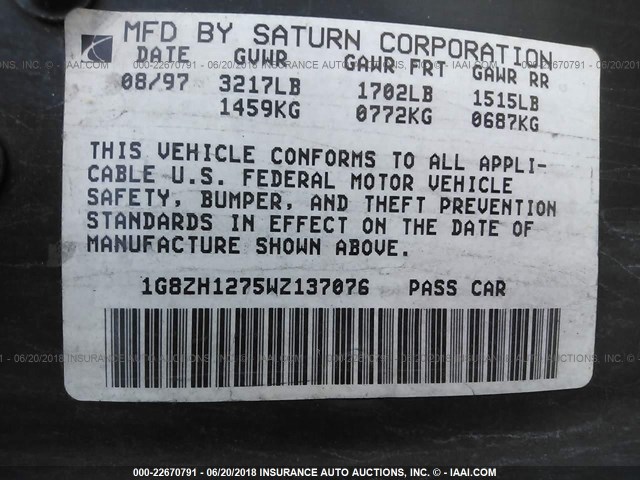 MFD BY SATURN CORPORATION
DATE GVWR GAWR FRT GAWR RR
08/97 3217LB 1702LB 1515LB
1459KG 0772KG 0687KG
THIS VEHICLE CONFORMS TO ALL APPLI-
CABLE U.S. FEDERAL MOTOR VEHICLE
SAFETY, BUMPER, AND THEFT PREVENTION
STANDARDS IN EFFECT ON THE DATE OF
MANUFACTURE SHOWN ABOVE.
1G8ZH1275WZ137076 PASS CAR
000-22670791 - 06/20/2018 INSURANCE AUTO AUCTIONS, INC. - © IAAI.COM